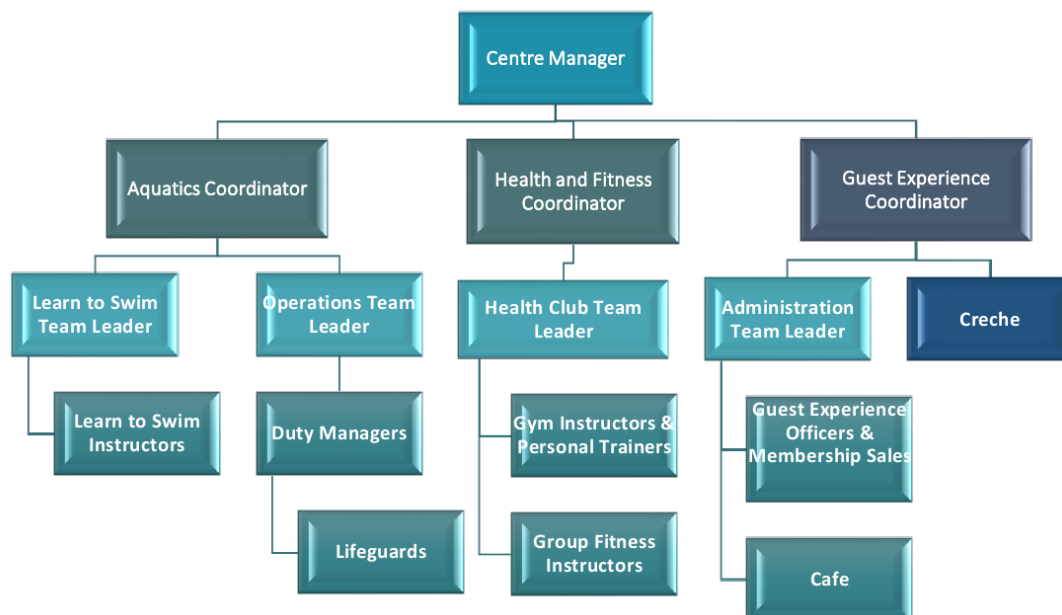 Centre Manager
Aquatics Coordinator
Health and Fitness
Coordinator
Guest Experience
Coordinator
Learn to Swim
Team Leader
Operations Team
Leader
Health Club Team
Leader
Administration
Team Leader
Creche
Learn to Swim
Instructors
Duty Managers
Gym Instructors &
Personal Trainers
Guest Experience
Officers &
Membership Sales
Lifeguards
Group Fitness
Instructors
Cafe